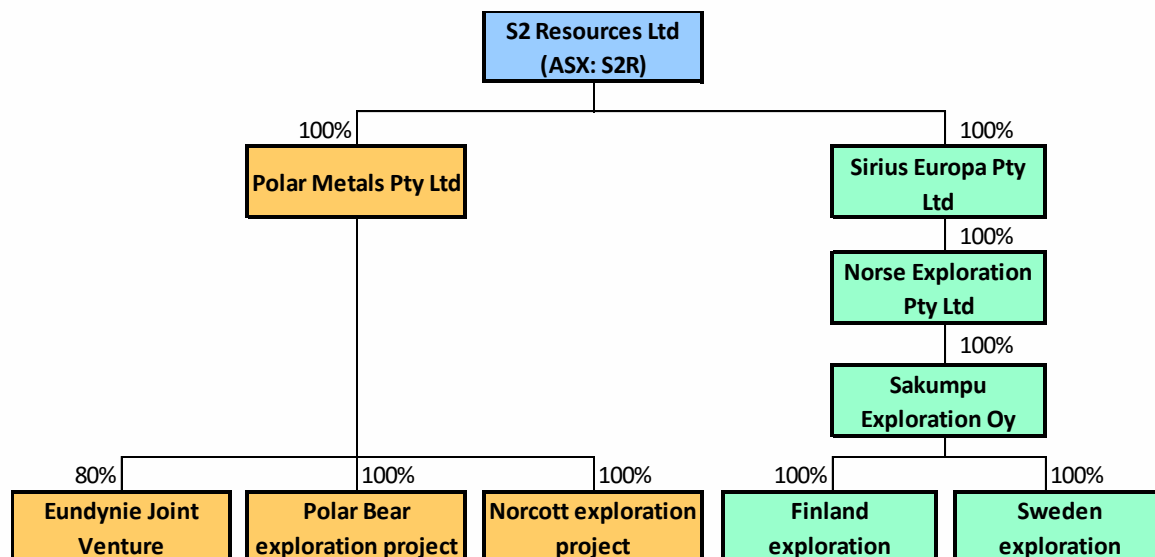 S2 Resources Ltd
(ASX: S2R)
100%
100%
Polar Metals Pty Ltd
Sirius Europa Pty
Ltd
100%
Norse Exploration
Pty Ltd
100%
Sakumpu
Exploration Oy
80%
100%
100%
100%
100%
Eundynie Joint
Venture
Polar Bear
exploration project
Norcott exploration
project
Finland
exploration
Sweden
exploration